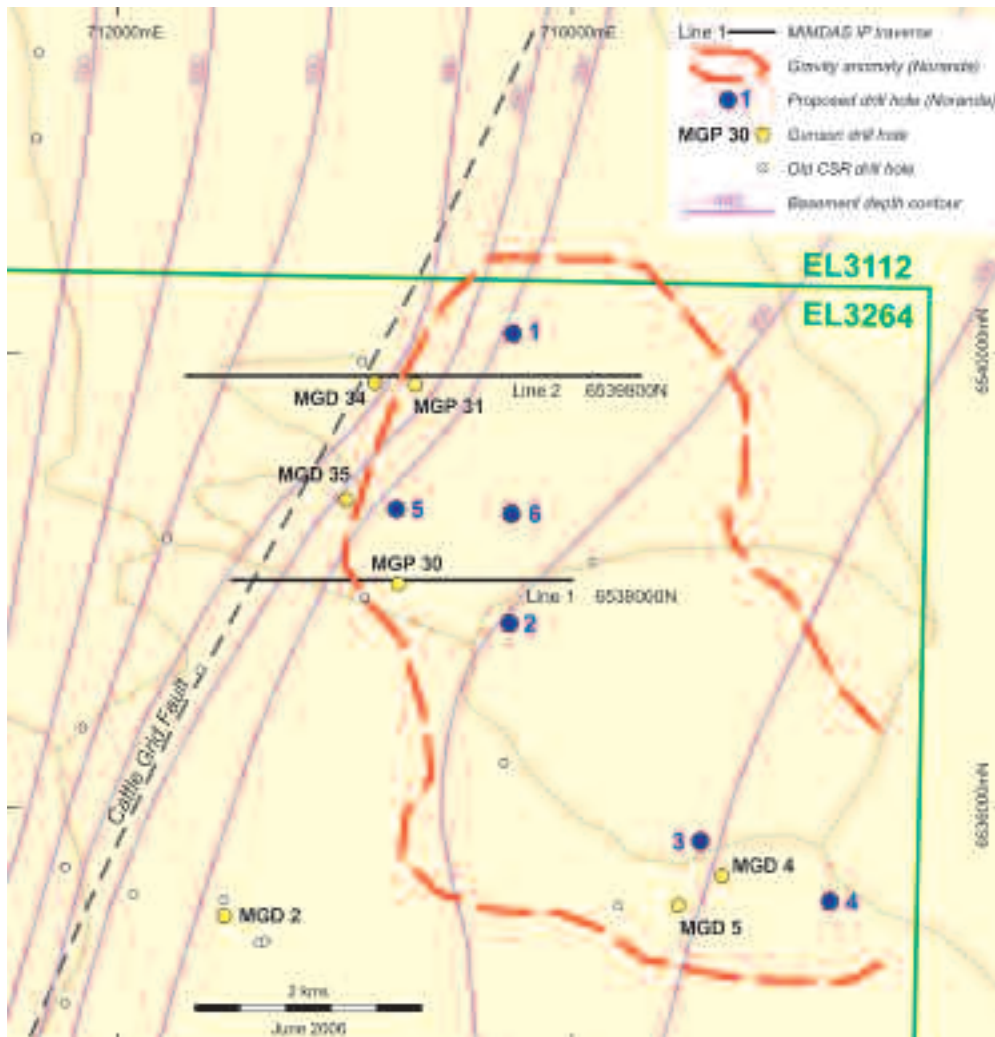 712000mE
716000mE
Line 1
MIMDAS IP traverse
Gravity anomaly (Noranda)
1
Proposed drill hole (Noranda)
MGP 30
Gunson drill hole
Old CSR drill hole
Basement depth contour
EL3112
EL3264
1
6540000mN
MGD 34
MGP 31
Line 2
6539800N
MGD 35
5
6
MGP 30
Line 1
6538000N
2
Cattle Grid Fault
6536000mN
3
MGD 4
4
MGD 5
MGD 2
2 kms
June 2006